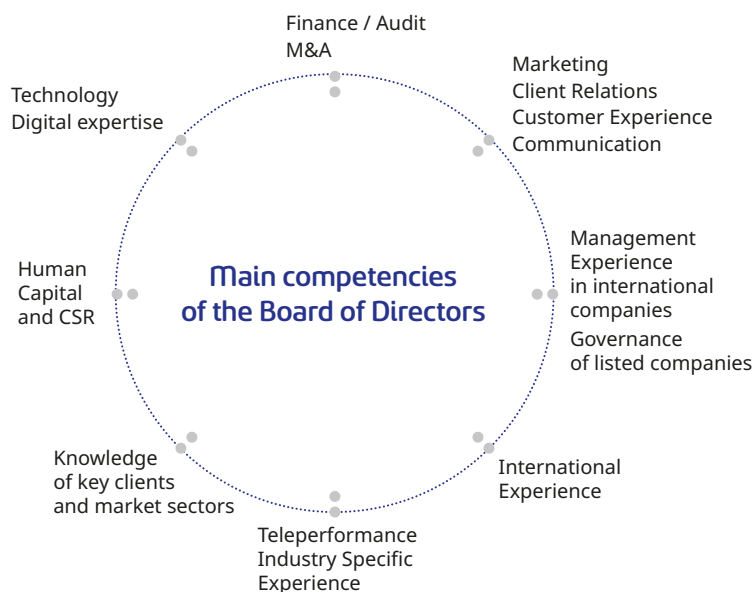 Finance / Audit
M&A
Marketing
Client Relations
Customer Experience
Communication
Technology
Digital expertise
Management
Experience
in international
companies
Governance
of listed companies
Human
Capital
and CSR
Main competencies
of the Board of Directors
International
Experience
Knowledge
of key clients
and market sectors
Teleperformance
Industry Specific
Experience